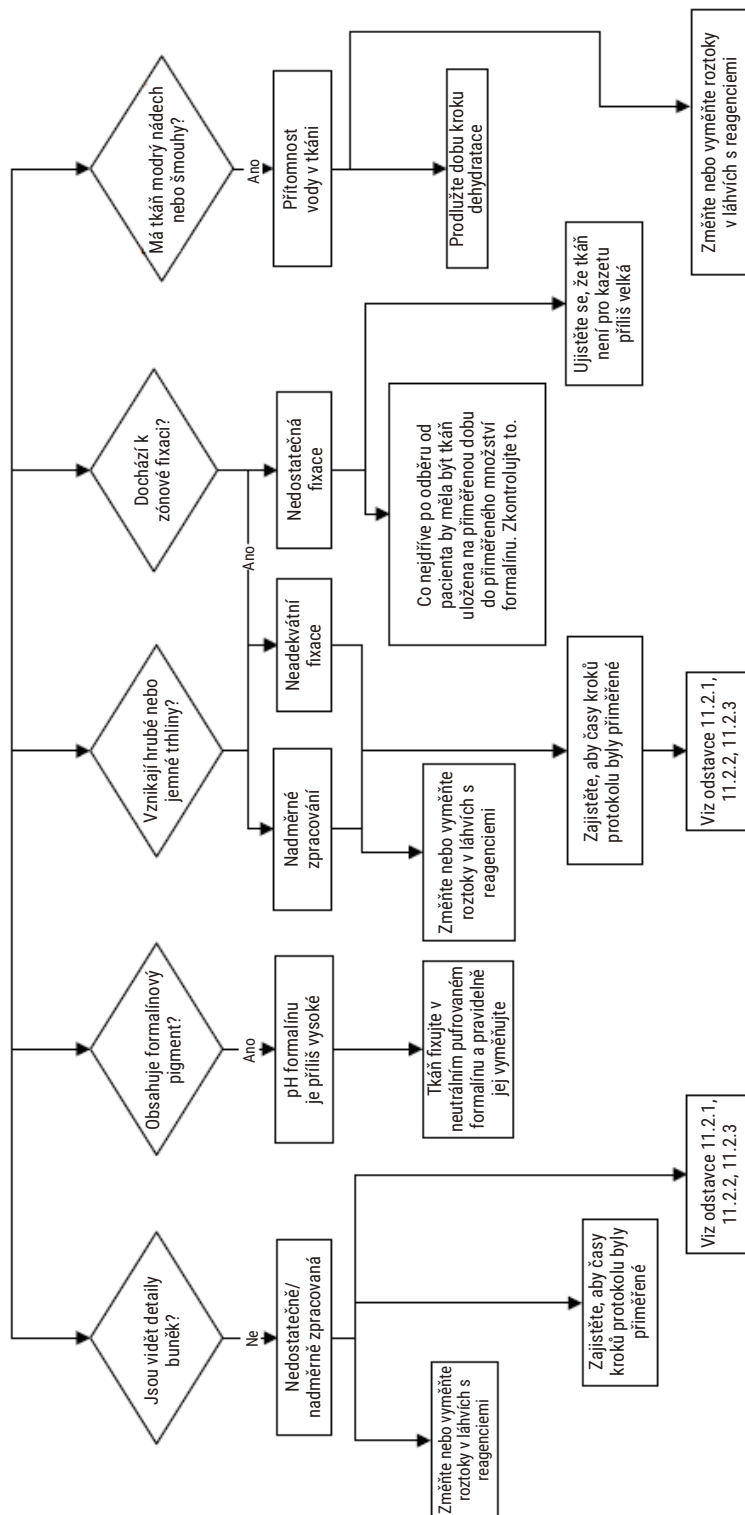 Jsou vidět detaily
buněk?
Ne
Nedostatečně/
nadměrně zpracovaná
Změňte nebo vyměňte
roztoky v láhvích s
reagenciemi
Zajistěte, aby časy
kroků protokolu byly
přiměřené
Viz odstavce 11.2.1,
11.2.2, 11.2.3
Obsahuje formalínový
pigment?
Ano
pH formalínu
je příliš vysoké
Tkáň fixujte v
neutrálním pufrovaném
formalínu a pravidelně
jej vyměňujte
Vznikají hrubé nebo
jemné trhliny?
Ano
Nadměrné
zpracování
Neadekvátní
fixace
Změňte nebo vyměňte
roztoky v láhvích s
reagenciemi
Zajistěte, aby časy kroků
protokolu byly přiměřené
Viz odstavce 11.2.1,
11.2.2, 11.2.3
Dochází k
zónové fixaci?
Nedostatečná
fixace
Co nejdříve po odběru od
pacienta by měla být tkáň
uložena na přiměřenou dobu
do přiměřeného množství
formalínu. Zkontrolujte to.
Ujistěte se, že tkáň
není pro kazetu
příliš velká
Má tkáň modrý nádech
nebo šmouhy?
Ano
Přítomnost
vody v tkáni
Prodlužte dobu kroku
dehydratace
Změňte nebo vyměňte roztoky
v láhvích s reagenciemi